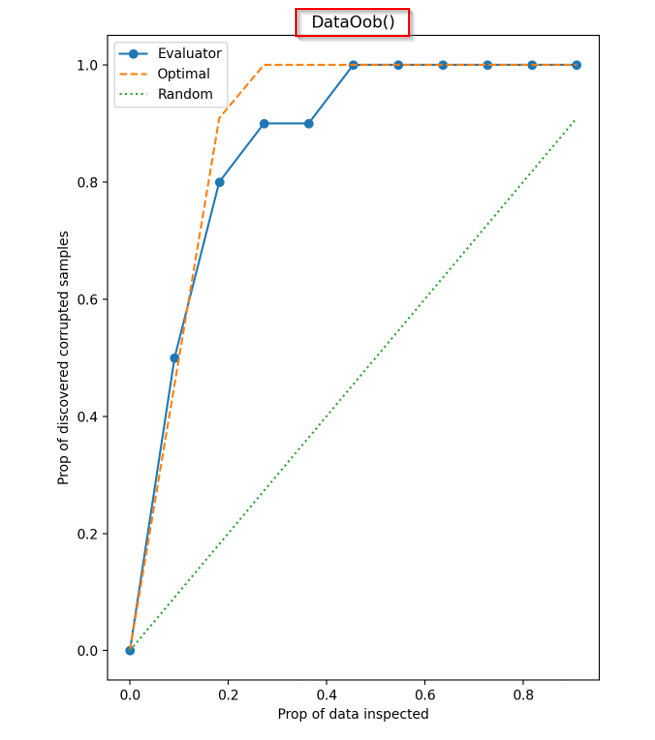 DataOob()
Evaluator
Optimal
Random
1.0
0.8
0.6
0.4
0.2
0.0
Prop of discovered corrupted samples
0.0 0.2 0.4 0.6 0.8
Prop of data inspected